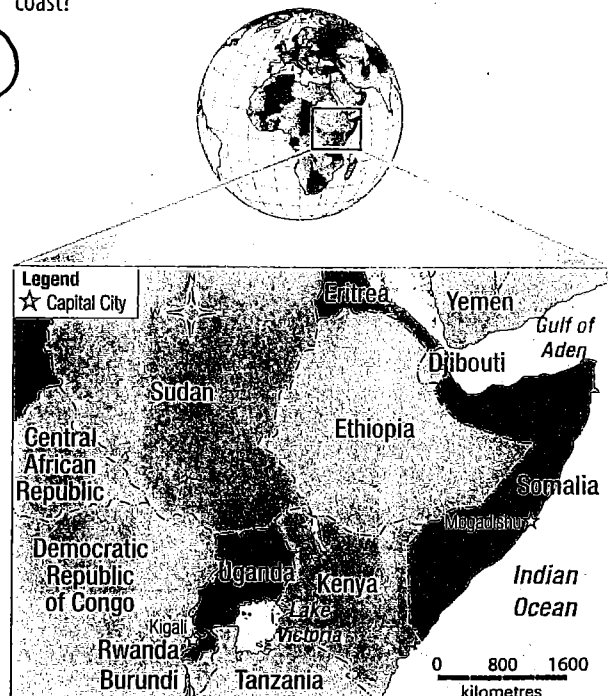 coast?
Legend
☆ Capital City
N
Eritrea
Yemen
Gulf of
Aden
Djibouti
Sudan
Ethiopia
Central
African
Republic
Somalia
Mogadishu
Democratic
Republic
of Congo
Uganda
Kenya
Indian
Ocean
Lake
Victoria
Kigali
Rwanda
Burundi
Tanzania
0 800 1600
kilometres